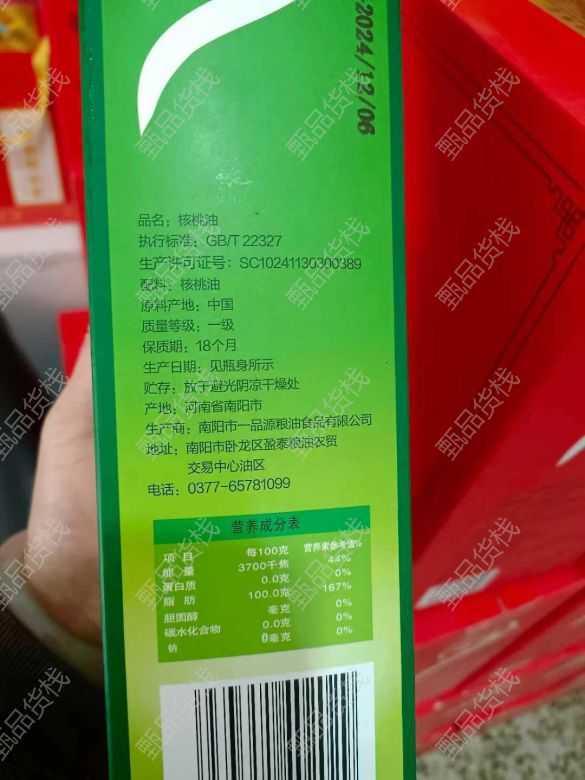 2024/12/06
品名：核桃油
执行标准：GB/T 22327
生产许可证号：SC10241130300389
配料：核桃油
原料产地：中国
质量等级：一级
保质期：18个月
生产日期：见瓶身所示
贮存：放于避光阴凉干燥处
产地：河南省南阳市
生产商：南阳市一品源粮油食品有限公司
地址：南阳市卧龙区盈泰粮油农贸
交易中心油区
电话：0377-65781099
营养成分表
项目 每100克 营养素参考值%
能量 3700千焦 44%
蛋白质 0.0克 0%
脂肪 100.0克 167%
胆固醇 毫克 0%
碳水化合物 0.0克 0%
钠 0毫克 0%
甄品货栈